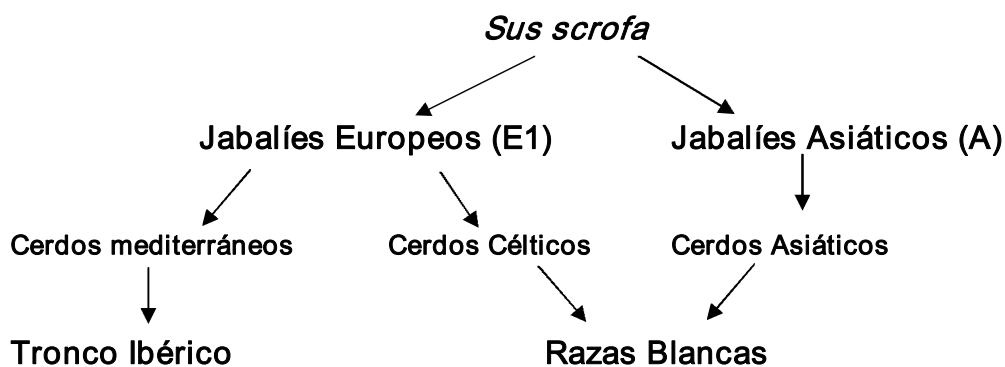 Sus scrofa
Jabalíes Europeos (E1)
Jabalíes Asiáticos (A)
Cerdos mediterráneos
Cerdos Célticos
Cerdos Asiáticos
Tronco Ibérico
Razas Blancas